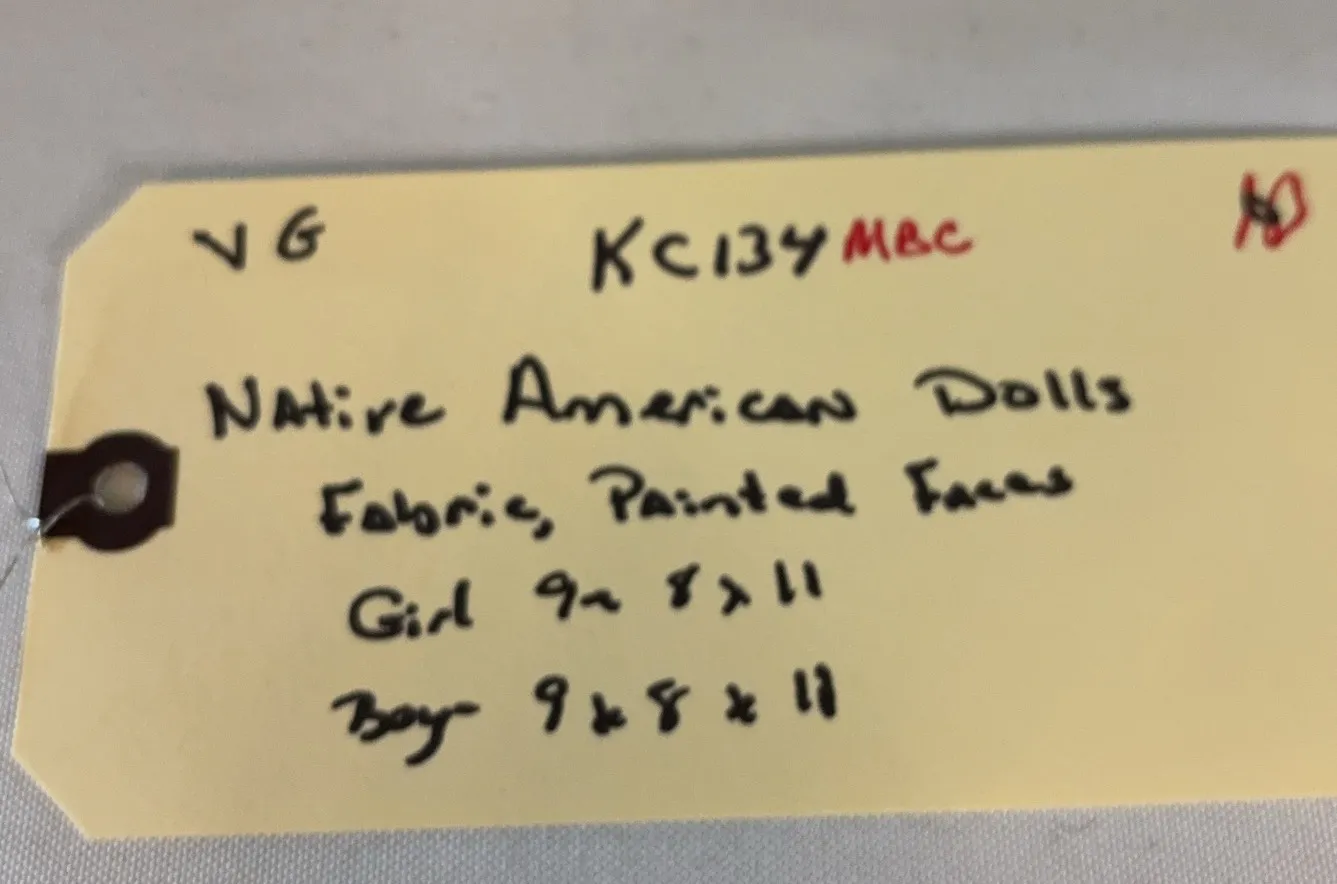 VG KC134 MBC
Native American Dolls
Fabric, Painted Faces
Girl 9 x 8 x 11
Boy - 9 x 8 x 11